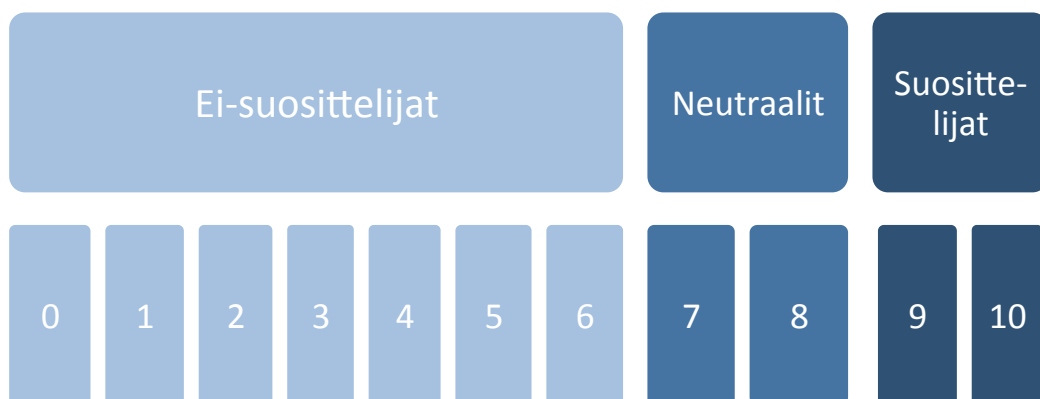 Ei-suosittelijat
Neutraalit
Suositte-
lijat
0 1 2 3 4 5 6 7 8 9 10